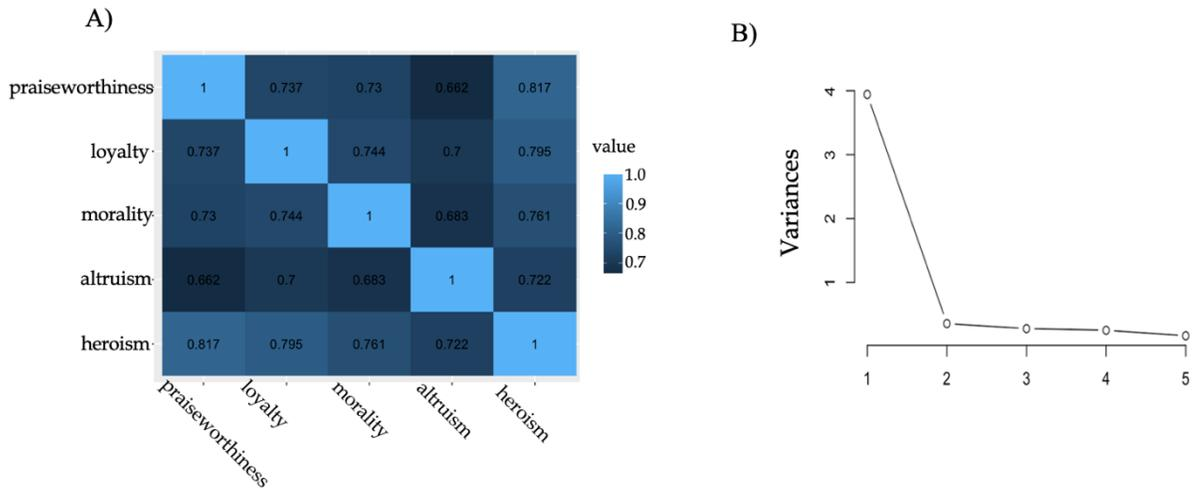 A)
praiseworthiness 1 0.737 0.73 0.662 0.817
loyalty 0.737 1 0.744 0.7 0.795
morality 0.73 0.744 1 0.683 0.761
altruism 0.662 0.7 0.683 1 0.722
heroism 0.817 0.795 0.761 0.722 1
praiseworthiness loyalty morality altruism heroism
value
1.0
0.9
0.8
0.7
B)
Variances
4
3
2
1
1 2 3 4 5